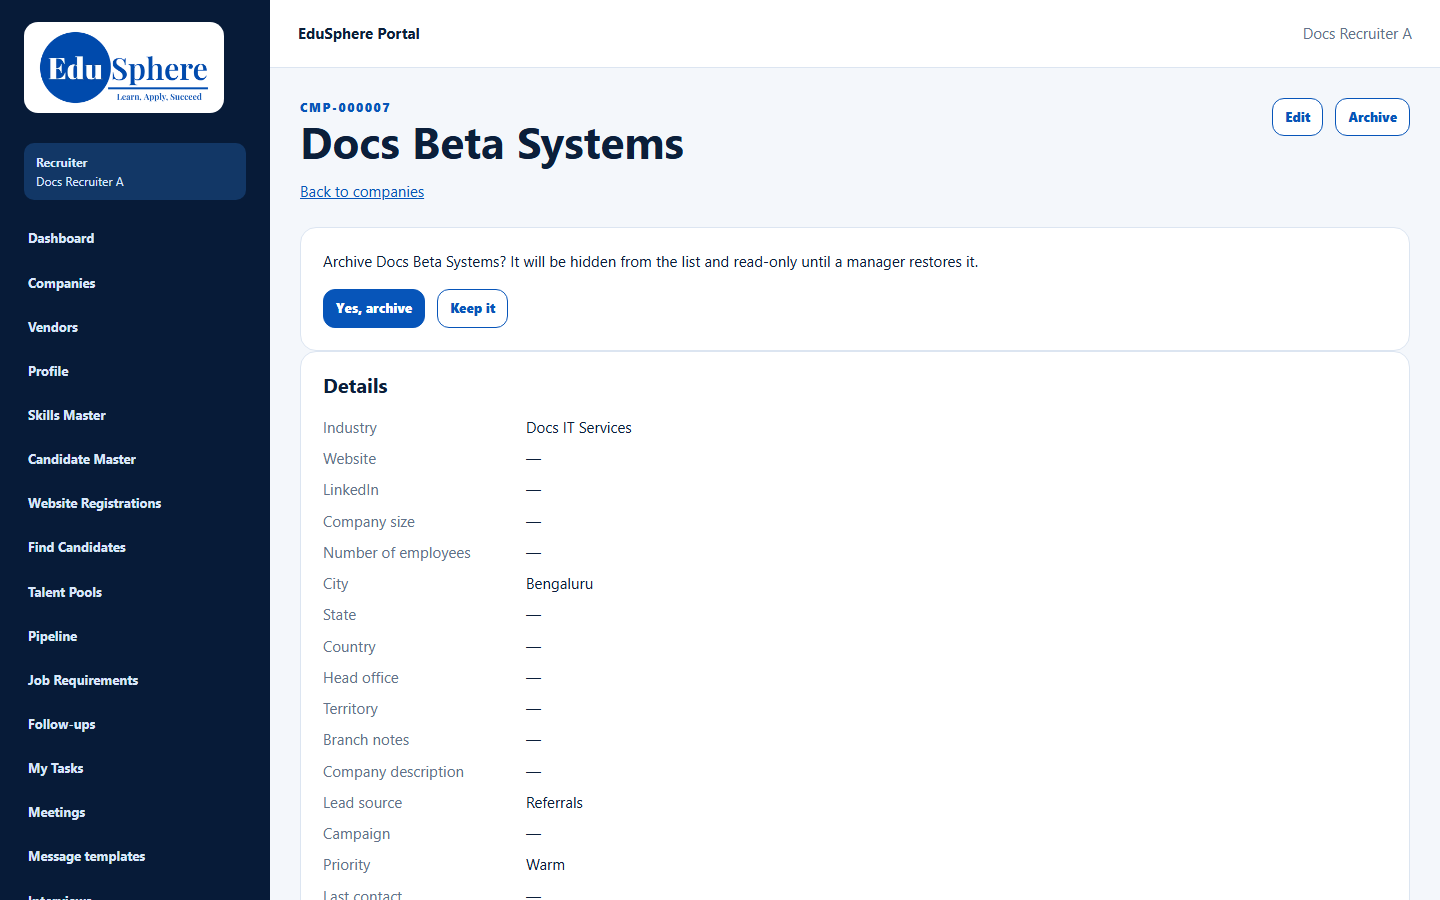 EduSphere
Learn. Apply, Succeed
Recruiter
Docs Recruiter A
Dashboard
Companies
Vendors
Profile
Skills Master
Candidate Master
Website Registrations
Find Candidates
Talent Pools
Pipeline
Job Requirements
Follow-ups
My Tasks
Meetings
Message templates
Interviews
EduSphere Portal
Docs Recruiter A
CMP-000007
Docs Beta Systems
Back to companies
Edit
Archive
Archive Docs Beta Systems? It will be hidden from the list and read-only until a manager restores it.
Yes, archive
Keep it
Details
Industry Docs IT Services
Website —
LinkedIn —
Company size —
Number of employees —
City Bengaluru
State —
Country —
Head office —
Territory —
Branch notes —
Company description —
Lead source Referrals
Campaign —
Priority Warm
Last contact —